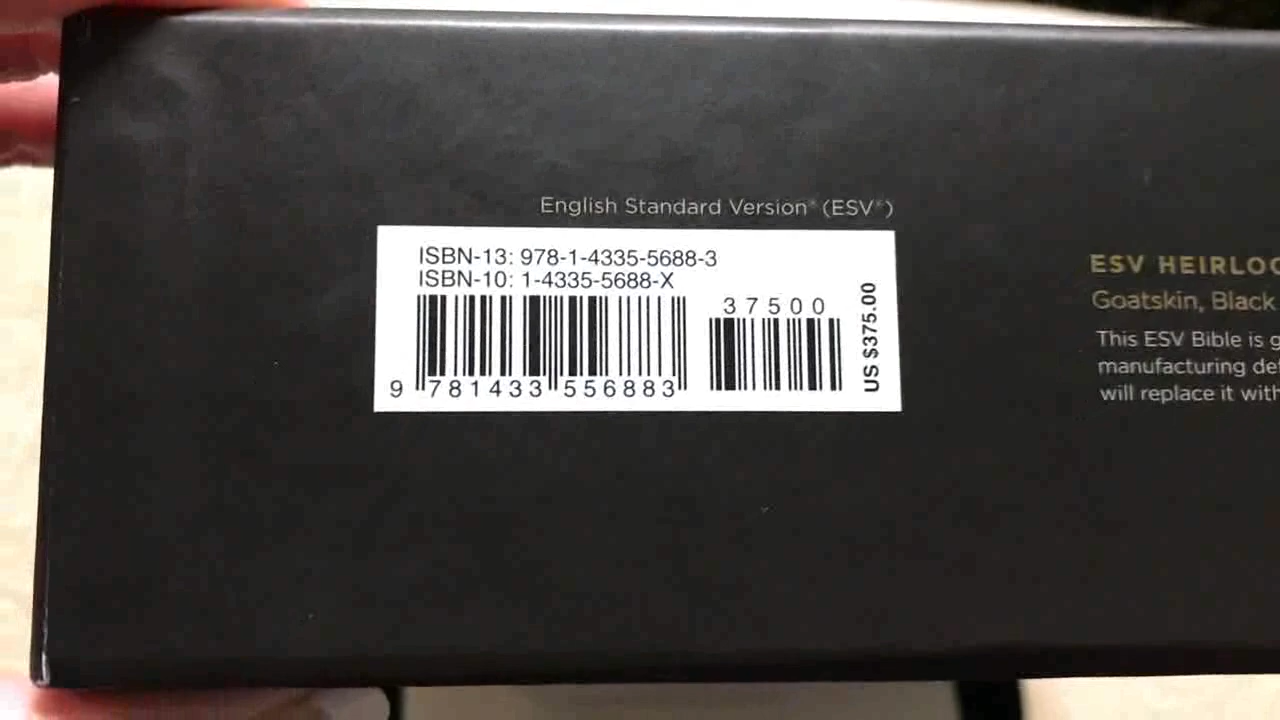 English Standard Version® (ESV®)
ISBN-13: 978-1-4335-5688-3
ISBN-10: 1-4335-5688-X
37500
US $375.00
9 781433 556883
ESV HEIRLOO
Goatskin, Black
This ESV Bible is g
manufacturing def
will replace it with